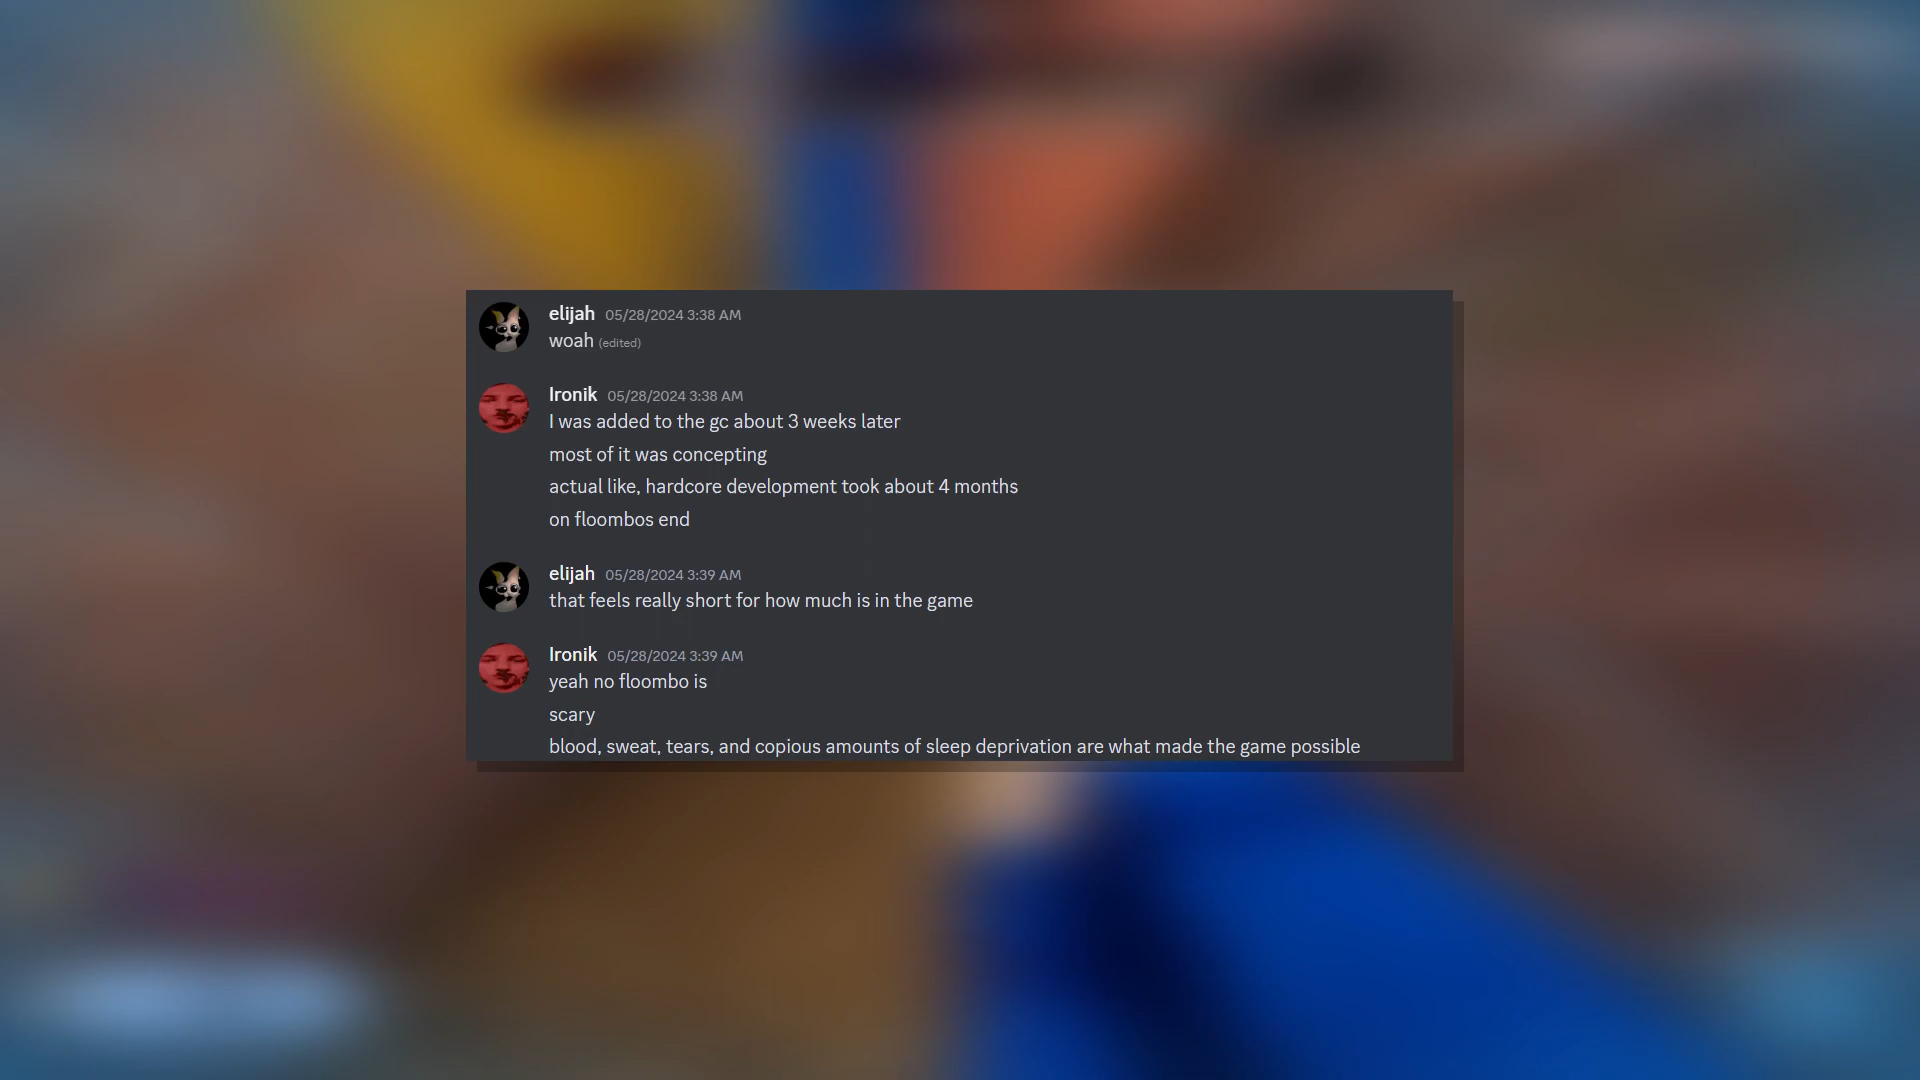 elijah 05/28/2024 3:38 AM
woah (edited)
Ironik 05/28/2024 3:38 AM
I was added to the gc about 3 weeks later
most of it was concepting
actual like, hardcore development took about 4 months
on floombos end
elijah 05/28/2024 3:39 AM
that feels really short for how much is in the game
Ironik 05/28/2024 3:39 AM
yeah no floombo is
scary
blood, sweat, tears, and copious amounts of sleep deprivation are what made the game possible